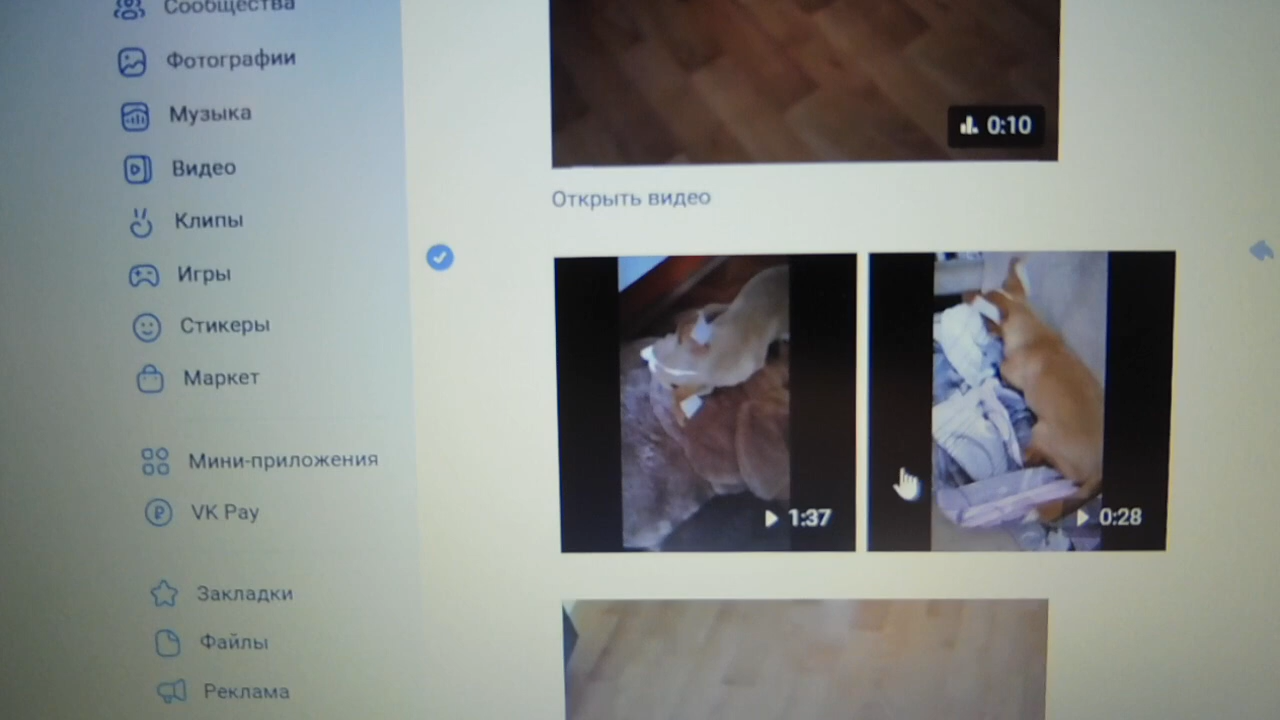 Сообщества
Фотографии
Музыка
Видео
Клипы
Игры
Стикеры
Маркет
Мини-приложения
VK Pay
Закладки
Файлы
Реклама
0:10
Открыть видео
1:37
0:28